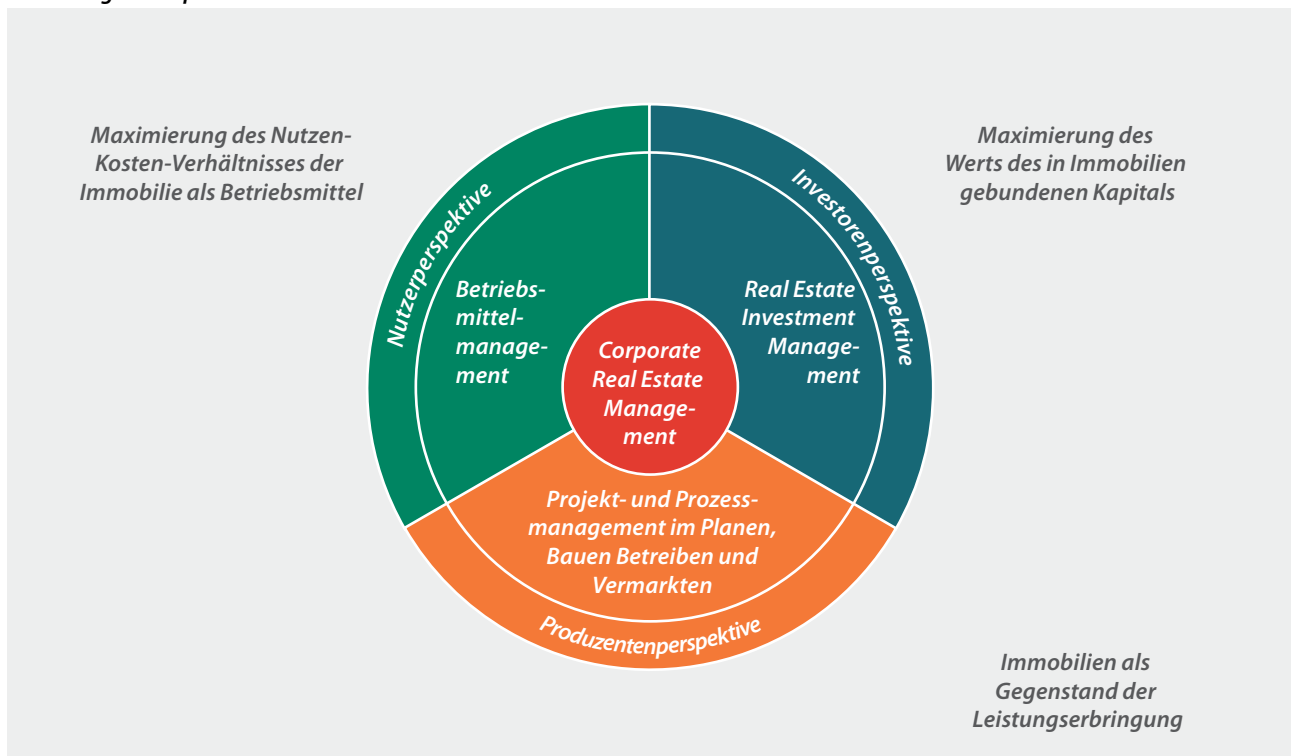 Maximierung des Nutzen-
Kosten-Verhältnisses der
Immobilie als Betriebsmittel
Maximierung des
Werts des in Immobilien
gebundenen Kapitals
Nutzerperspektive
Investorenperspektive
Betriebs-
mittel-
manage-
ment
Real Estate
Investment
Manage-
ment
Corporate
Real Estate
Manage-
ment
Projekt- und Prozess-
management im Planen,
Bauen Betreiben und
Vermarkten
Produzentenperspektive
Immobilien als
Gegenstand der
Leistungserbringung